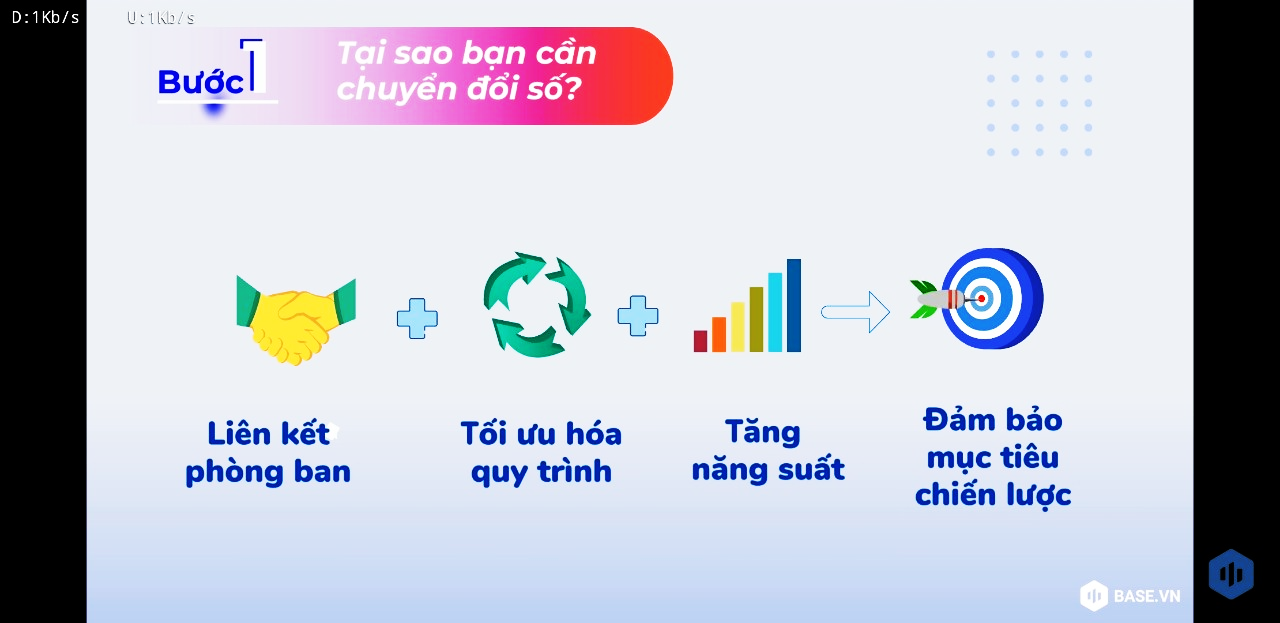 D:1Kb/s U:1Kb/s
Bước 1
Tại sao bạn cần
chuyển đổi số?
Liên kết
phòng ban
Tối ưu hóa
quy trình
Tăng
năng suất
Đảm bảo
mục tiêu
chiến lược
BASE.VN